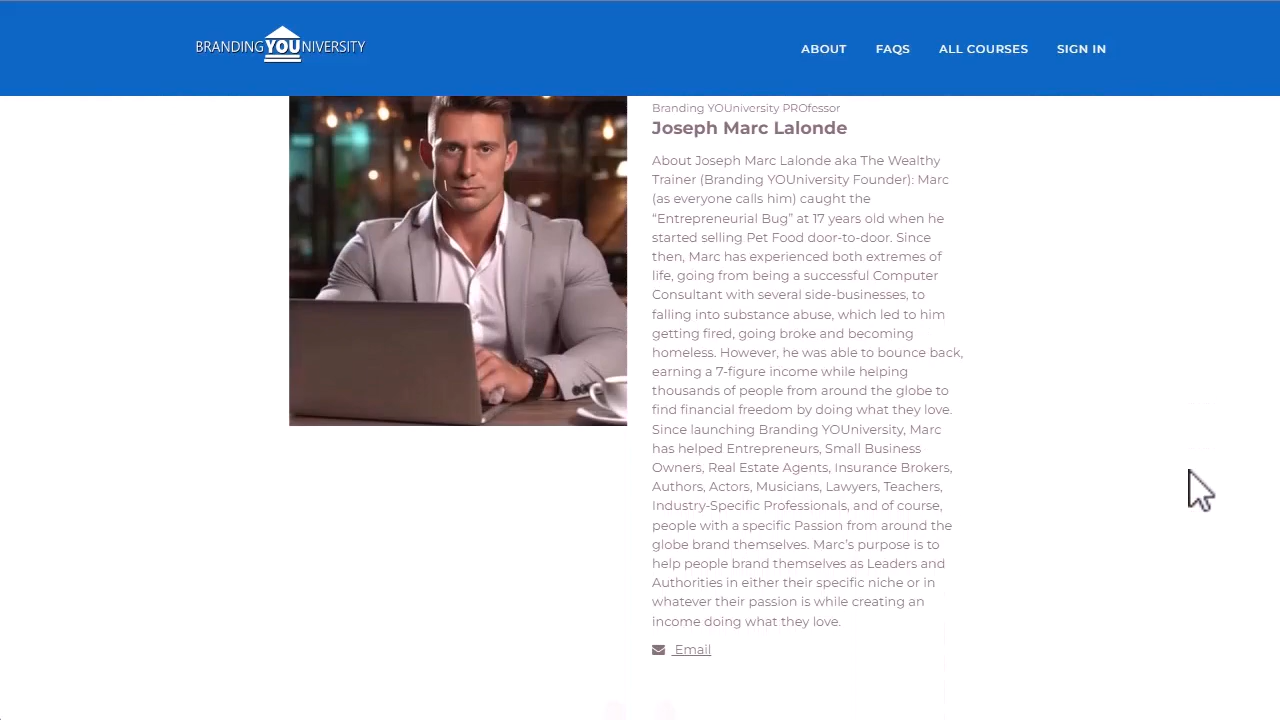 BRANDINGYOUNIVERSITY
ABOUT
FAQS
ALL COURSES
SIGN IN
Branding YOUniversity PROfessor
Joseph Marc Lalonde
About Joseph Marc Lalonde aka The Wealthy
Trainer (Branding YOUniversity Founder): Marc
(as everyone calls him) caught the
“Entrepreneurial Bug” at 17 years old when he
started selling Pet Food door-to-door. Since
then, Marc has experienced both extremes of
life, going from being a successful Computer
Consultant with several side-businesses, to
falling into substance abuse, which led to him
getting fired, going broke and becoming
homeless. However, he was able to bounce back,
earning a 7-figure income while helping
thousands of people from around the globe to
find financial freedom by doing what they love.
Since launching Branding YOUniversity, Marc
has helped Entrepreneurs, Small Business
Owners, Real Estate Agents, Insurance Brokers,
Authors, Actors, Musicians, Lawyers, Teachers,
Industry-Specific Professionals, and of course,
people with a specific Passion from around the
globe brand themselves. Marc’s purpose is to
help people brand themselves as Leaders and
Authorities in either their specific niche or in
whatever their passion is while creating an
income doing what they love.
Email